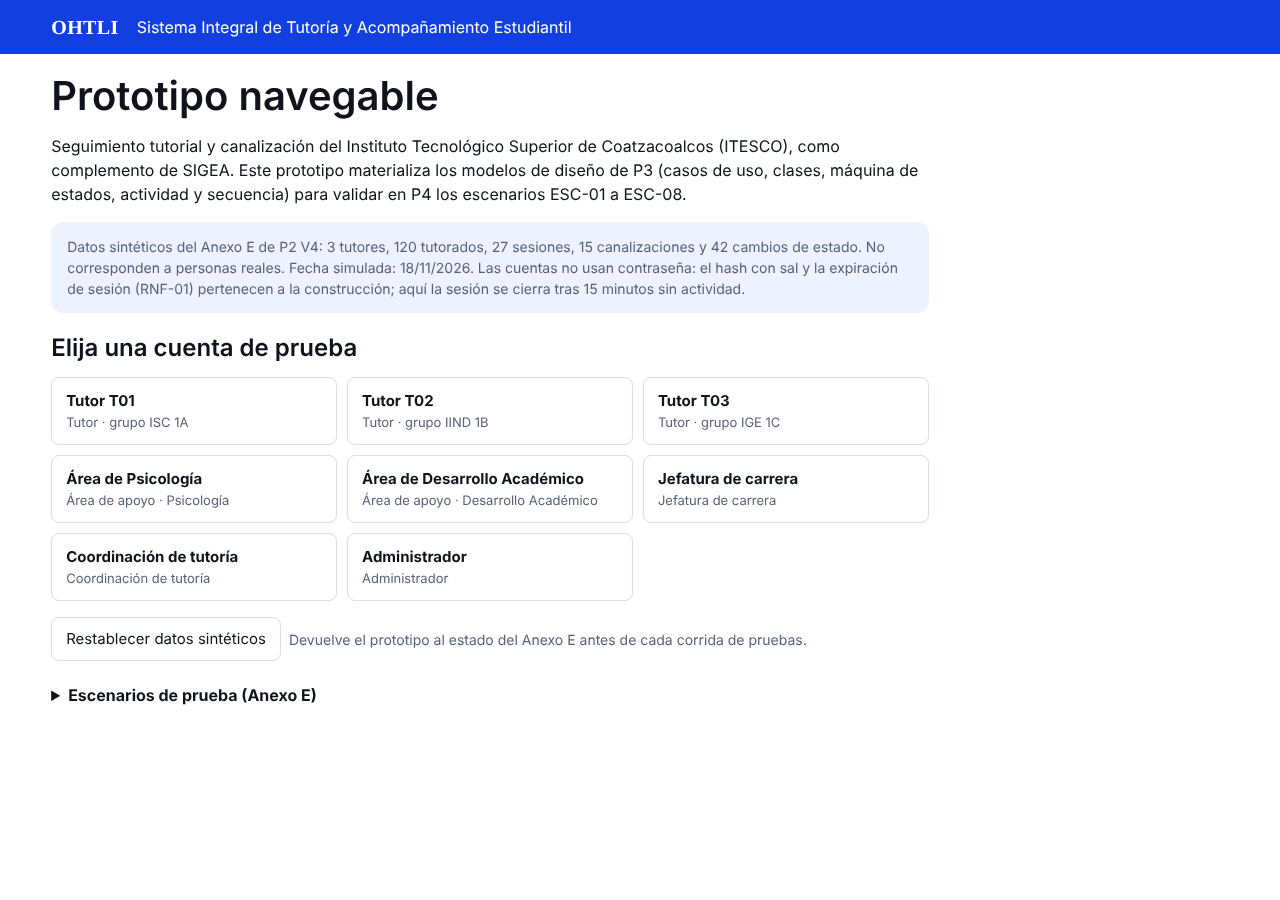 OHTLI Sistema Integral de Tutoría y Acompañamiento Estudiantil
Prototipo navegable
Seguimiento tutorial y canalización del Instituto Tecnológico Superior de Coatzacoalcos (ITESCO), como
complemento de SIGEA. Este prototipo materializa los modelos de diseño de P3 (casos de uso, clases, máquina de
estados, actividad y secuencia) para validar en P4 los escenarios ESC-01 a ESC-08.
Datos sintéticos del Anexo E de P2 V4: 3 tutores, 120 tutorados, 27 sesiones, 15 canalizaciones y 42 cambios de estado. No
corresponden a personas reales. Fecha simulada: 18/11/2026. Las cuentas no usan contraseña: el hash con sal y la expiración
de sesión (RNF-01) pertenecen a la construcción; aquí la sesión se cierra tras 15 minutos sin actividad.
Elija una cuenta de prueba
Tutor T01
Tutor · grupo ISC 1A
Tutor T02
Tutor · grupo IIND 1B
Tutor T03
Tutor · grupo IGE 1C
Área de Psicología
Área de apoyo · Psicología
Área de Desarrollo Académico
Área de apoyo · Desarrollo Académico
Jefatura de carrera
Jefatura de carrera
Coordinación de tutoría
Coordinación de tutoría
Administrador
Administrador
Restablecer datos sintéticos
Devuelve el prototipo al estado del Anexo E antes de cada corrida de pruebas.
Escenarios de prueba (Anexo E)